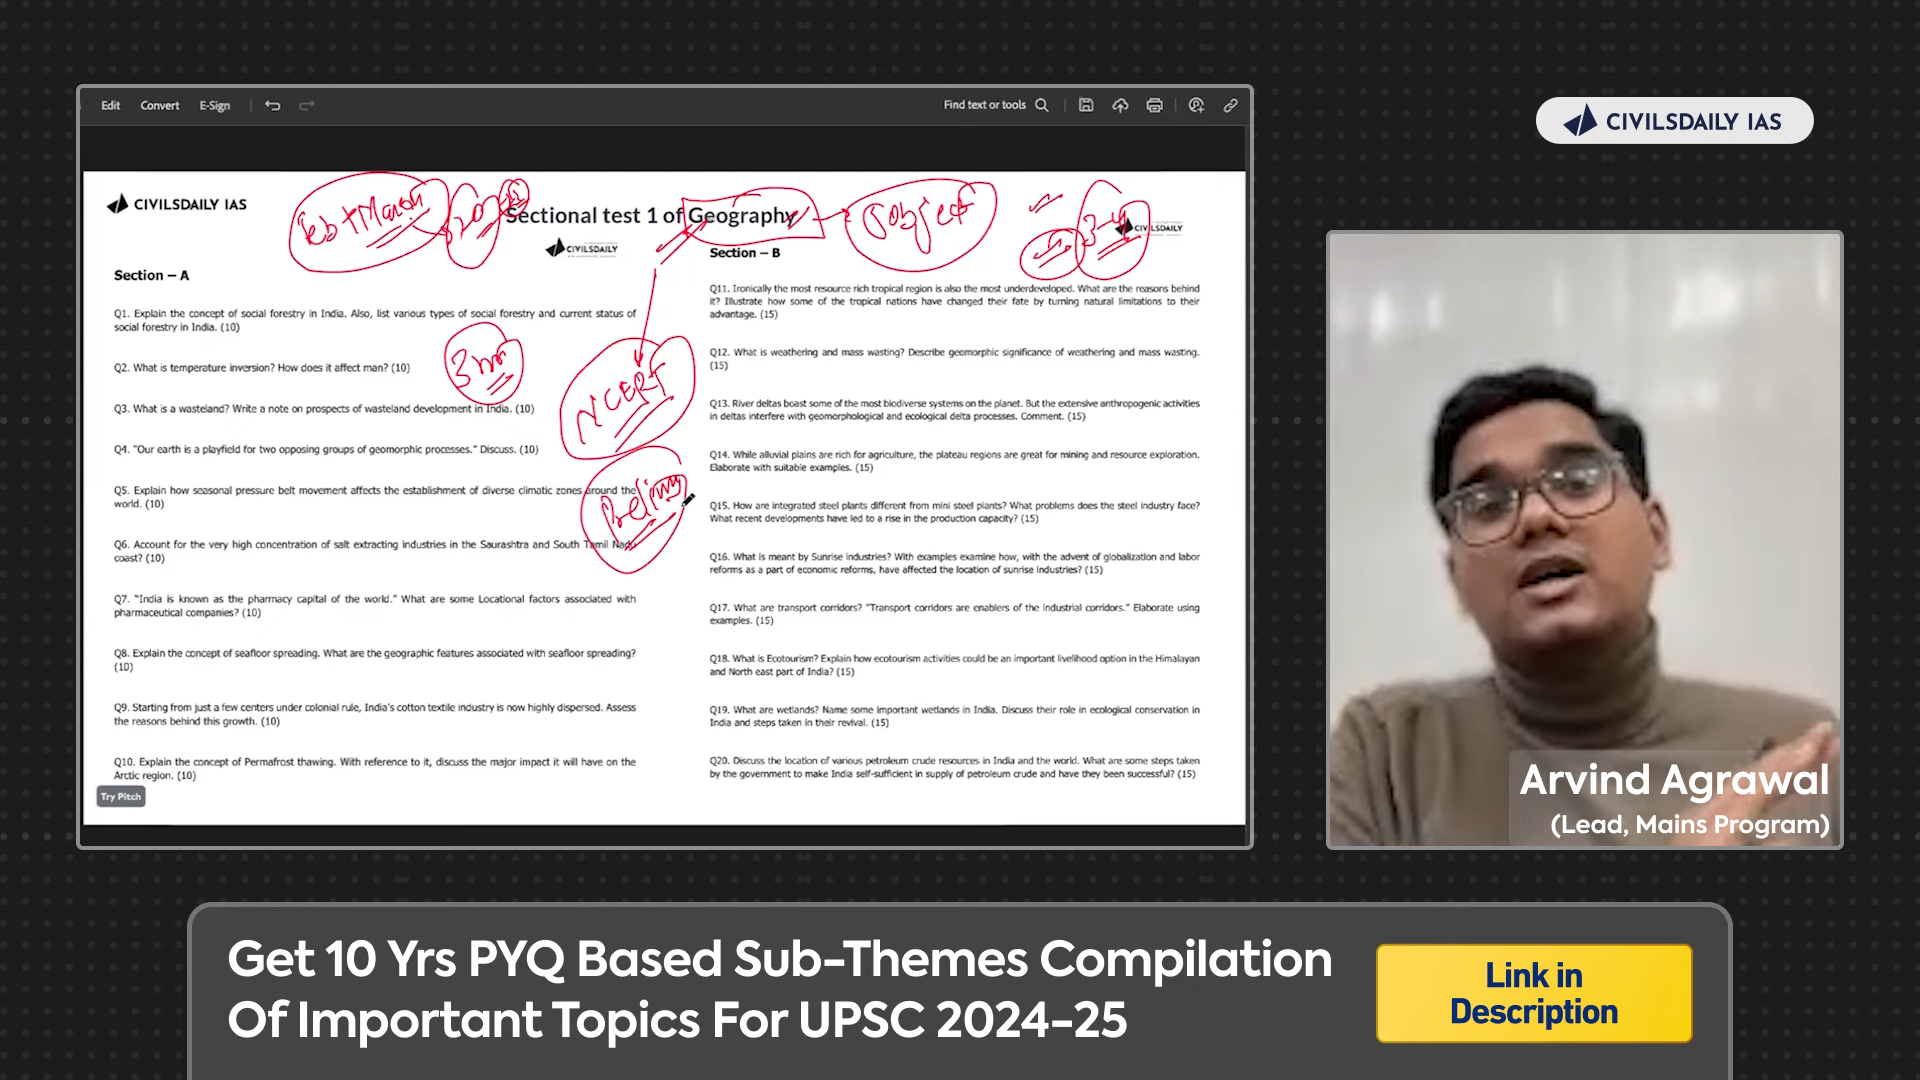 Edit Convert E-Sign Find text or tools
CIVILSDAILY IAS
CIVILSDAILY IAS
Feb + March
20
Sectional test 1 of Geography
Subject
3-4
CIVILSDAILY
CIVILSDAILY
Section – A
Q1. Explain the concept of social forestry in India. Also, list various types of social forestry and current status of
social forestry in India. (10)
3 hr
Q2. What is temperature inversion? How does it affect man? (10)
NCERT
Q3. What is a wasteland? Write a note on prospects of wasteland development in India. (10)
Q4. "Our earth is a playfield for two opposing groups of geomorphic processes." Discuss. (10)
Prelims
Q5. Explain how seasonal pressure belt movement affects the establishment of diverse climatic zones around the
world. (10)
Q6. Account for the very high concentration of salt extracting industries in the Saurashtra and South Tamil Nadu
coast? (10)
Q7. "India is known as the pharmacy capital of the world." What are some Locational factors associated with
pharmaceutical companies? (10)
Q8. Explain the concept of seafloor spreading. What are the geographic features associated with seafloor spreading?
(10)
Q9. Starting from just a few centers under colonial rule, India's cotton textile industry is now highly dispersed. Assess
the reasons behind this growth. (10)
Q10. Explain the concept of Permafrost thawing. With reference to it, discuss the major impact it will have on the
Arctic region. (10)
Try Pitch
Section – B
Q11. Ironically the most resource rich tropical region is also the most underdeveloped. What are the reasons behind
it? Illustrate how some of the tropical nations have changed their fate by turning natural limitations to their
advantage. (15)
Q12. What is weathering and mass wasting? Describe geomorphic significance of weathering and mass wasting.
(15)
Q13. River deltas boast some of the most biodiverse systems on the planet. But the extensive anthropogenic activities
in deltas interfere with geomorphological and ecological delta processes. Comment. (15)
Q14. While alluvial plains are rich for agriculture, the plateau regions are great for mining and resource exploration.
Elaborate with suitable examples. (15)
Q15. How are integrated steel plants different from mini steel plants? What problems does the steel industry face?
What recent developments have led to a rise in the production capacity? (15)
Q16. What is meant by Sunrise industries? With examples examine how, with the advent of globalization and labor
reforms as a part of economic reforms, have affected the location of sunrise industries? (15)
Q17. What are transport corridors? "Transport corridors are enablers of the industrial corridors." Elaborate using
examples. (15)
Q18. What is Ecotourism? Explain how ecotourism activities could be an important livelihood option in the Himalayan
and North east part of India? (15)
Q19. What are wetlands? Name some important wetlands in India. Discuss their role in ecological conservation in
India and steps taken in their revival. (15)
Q20. Discuss the location of various petroleum crude resources in India and the world. What are some steps taken
by the government to make India self-sufficient in supply of petroleum crude and have they been successful? (15)
Arvind Agrawal
(Lead, Mains Program)
Get 10 Yrs PYQ Based Sub-Themes Compilation
Of Important Topics For UPSC 2024-25
Link in
Description